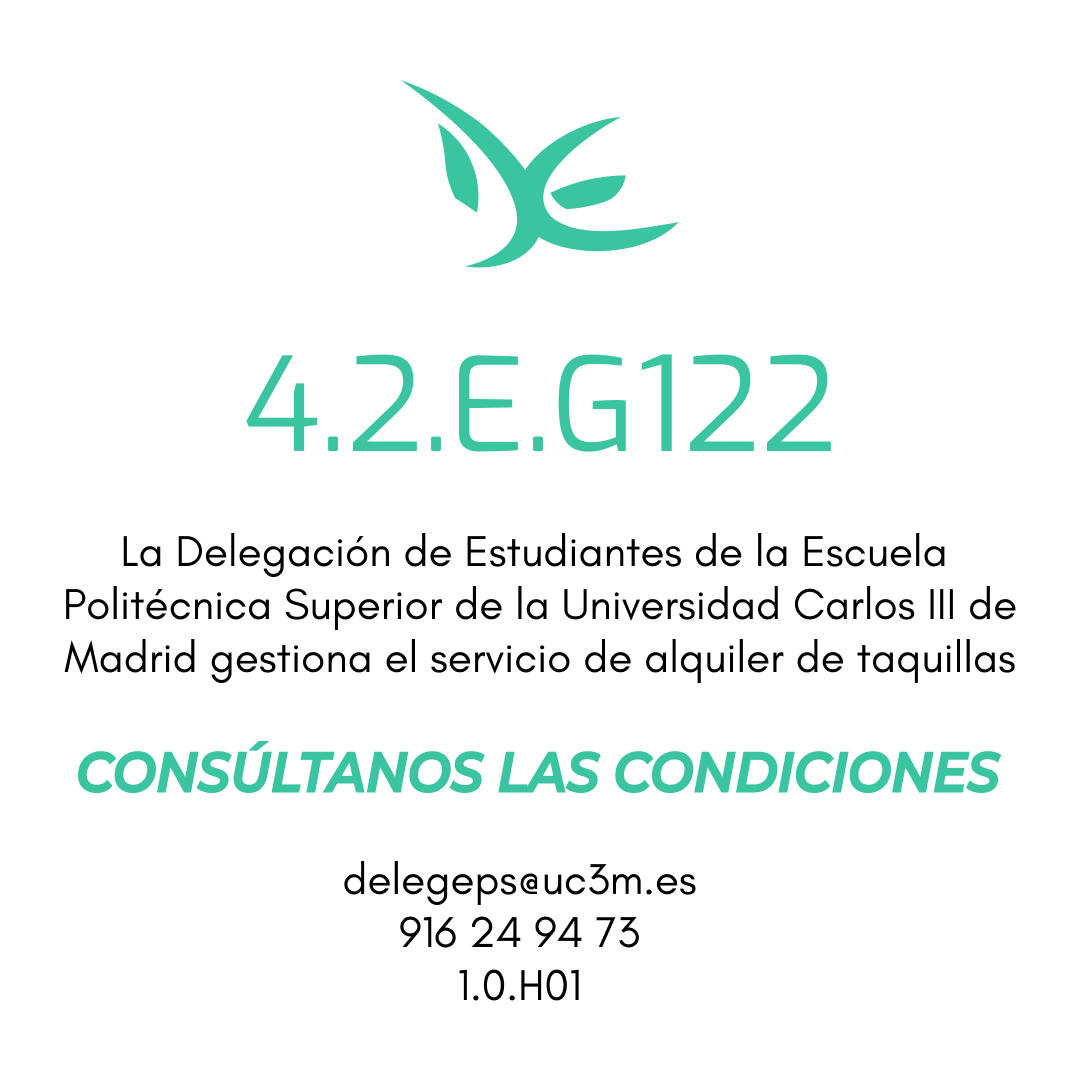 4.2.E.G122
La Delegación de Estudiantes de la Escuela
Politécnica Superior de la Universidad Carlos III de
Madrid gestiona el servicio de alquiler de taquillas
CONSÚLTANOS LAS CONDICIONES
delegeps@uc3m.es
916 24 94 73
1.0.H01